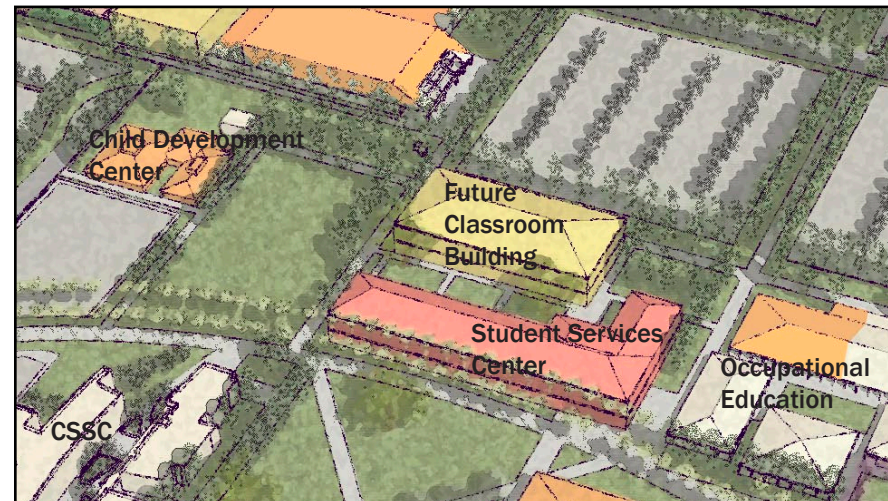 Child Development
Center
Future
Classroom
Building
Student Services
Center
Occupational
Education
CSSC